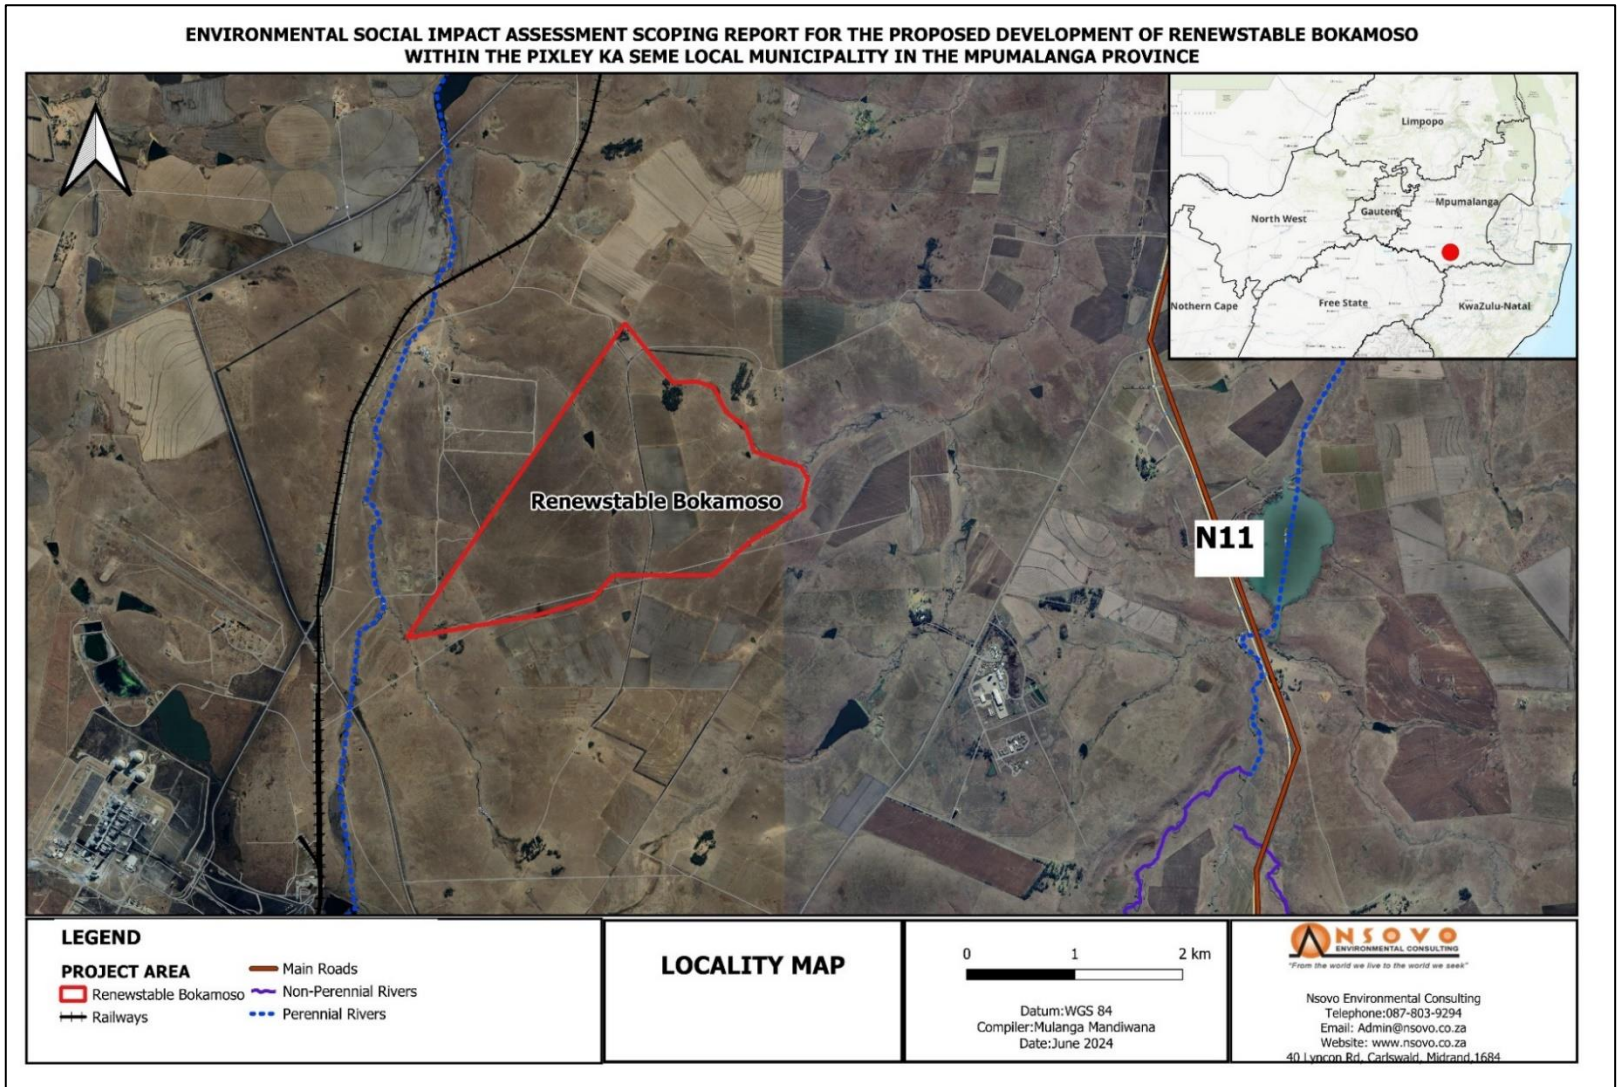 ENVIRONMENTAL SOCIAL IMPACT ASSESSMENT SCOPING REPORT FOR THE PROPOSED DEVELOPMENT OF RENEWSTABLE BOKAMOSO
WITHIN THE PIXLEY KA SEME LOCAL MUNICIPALITY IN THE MPUMALANGA PROVINCE
Limpopo
Mpumalanga
Gauteng
North West
Nothern Cape
Free State
KwaZulu-Natal
Renewstable Bokamoso
N11
LEGEND
PROJECT AREA
Renewstable Bokamoso
Railways
Main Roads
Non-Perennial Rivers
Perennial Rivers
LOCALITY MAP
0 1 2 km
Datum:WGS 84
Compiler:Mulanga Mandiwana
Date:June 2024
NSOVO
ENVIRONMENTAL CONSULTING
"From the world we live to the world we seek"
Nsovo Environmental Consulting
Telephone:087-803-9294
Email: Admin@nsovo.co.za
Website: www.nsovo.co.za
40 Lyncon Rd, Carlswald, Midrand,1684